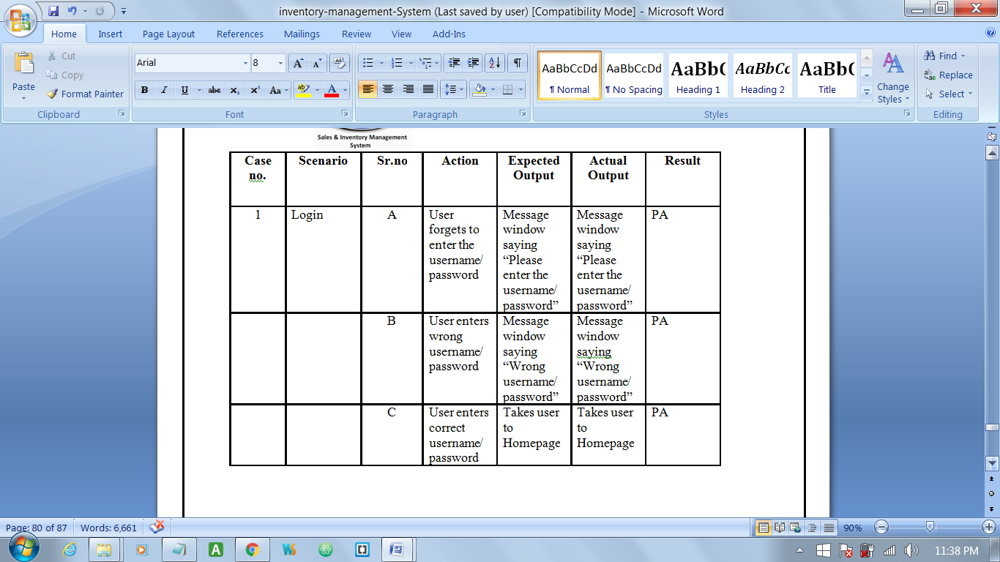 inventory-management-System (Last saved by user) [Compatibility Mode] - Microsoft Word
Home Insert Page Layout References Mailings Review View Add-Ins
Paste
Cut
Copy
Format Painter
Clipboard
Arial 8
B I U abc x₂ x² Aa
Font
Paragraph
AaBbCcDd AaBbCcDd AaBb( AaBbCc AaBb(
¶ Normal ¶ No Spacing Heading 1 Heading 2 Title
Change
Styles
Styles
Find
Replace
Select
Editing
Sales & Inventory Management
System
Case
no.
Scenario
Sr.no
Action
Expected
Output
Actual
Output
Result
1
Login
A
User
forgets to
enter the
username/
password
Message
window
saying
“Please
enter the
username/
password”
Message
window
saying
“Please
enter the
username/
password”
PA
B
User enters
wrong
username/
password
Message
window
saying
“Wrong
username/
password”
Message
window
saying
“Wrong
username/
password”
PA
C
User enters
correct
username/
password
Takes user
to
Homepage
Takes user
to
Homepage
PA
Page: 80 of 87 Words: 6,661 90%
11:38 PM